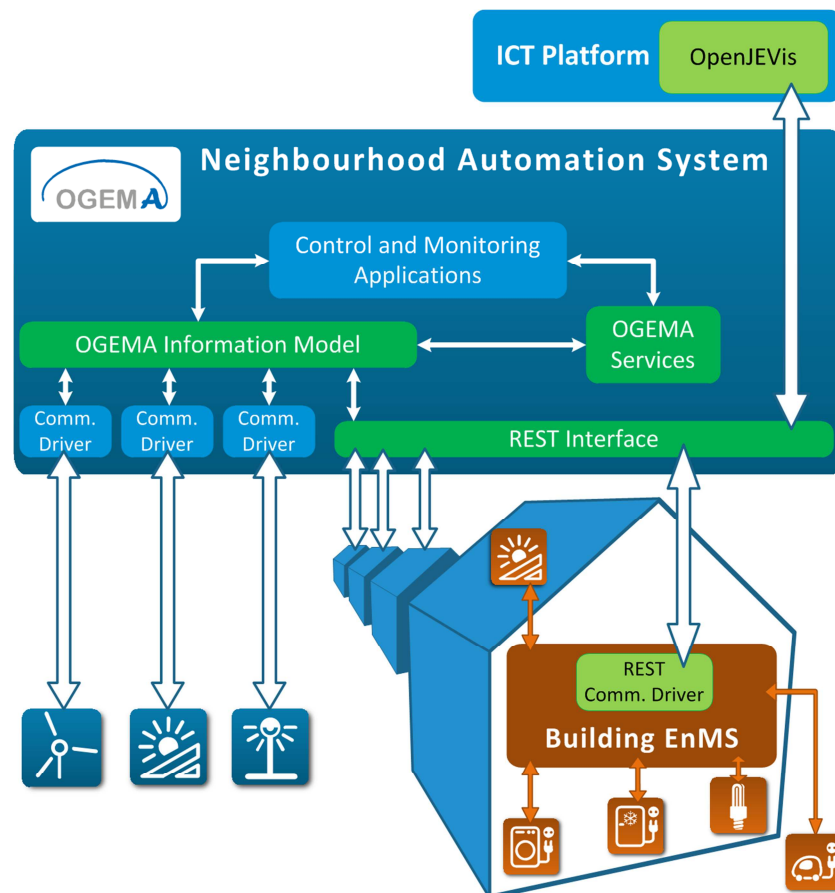 ICT Platform
OpenJEVis
OGEMA
Neighbourhood Automation System
Control and Monitoring
Applications
OGEMA Information Model
OGEMA
Services
Comm.
Driver
Comm.
Driver
Comm.
Driver
REST Interface
REST
Comm. Driver
Building EnMS